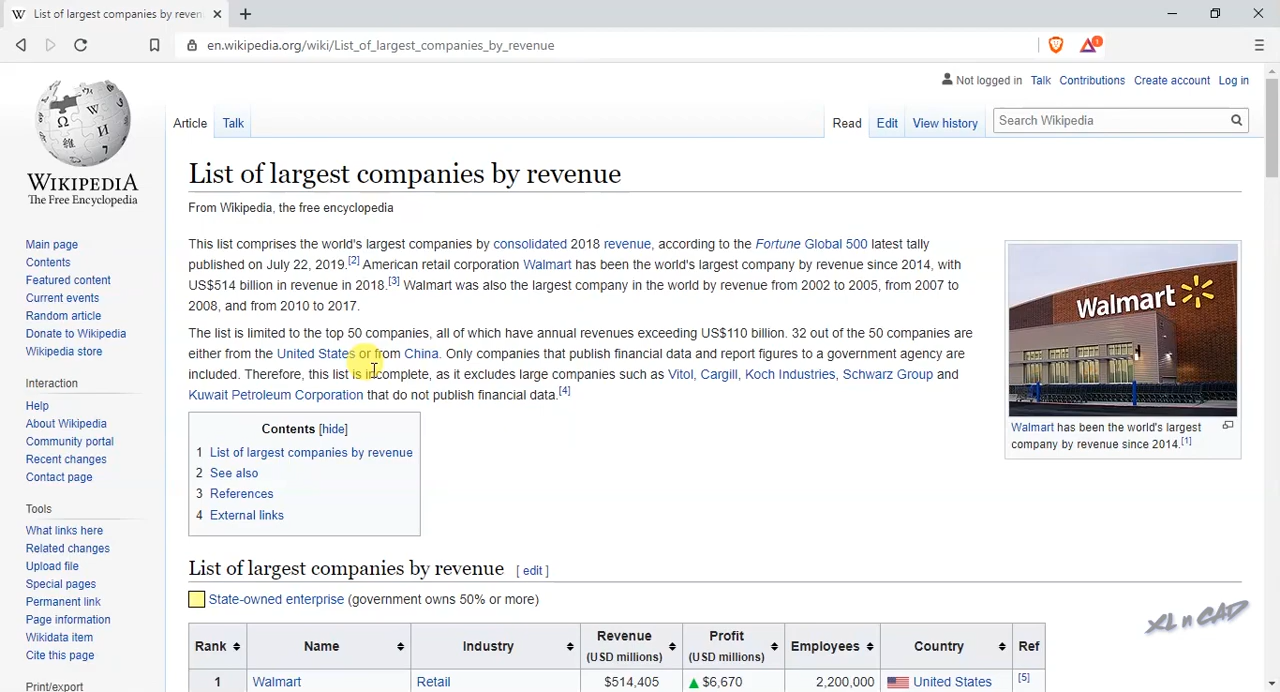 W List of largest companies by reven
en.wikipedia.org/wiki/List_of_largest_companies_by_revenue
1
Not logged in Talk Contributions Create account Log in
Article Talk Read Edit View history Search Wikipedia
WIKIPEDIA
The Free Encyclopedia
Main page
Contents
Featured content
Current events
Random article
Donate to Wikipedia
Wikipedia store
Interaction
Help
About Wikipedia
Community portal
Recent changes
Contact page
Tools
What links here
Related changes
Upload file
Special pages
Permanent link
Page information
Wikidata item
Cite this page
Print/export
List of largest companies by revenue
From Wikipedia, the free encyclopedia
This list comprises the world's largest companies by consolidated 2018 revenue, according to the Fortune Global 500 latest tally
published on July 22, 2019.[2] American retail corporation Walmart has been the world's largest company by revenue since 2014, with
US$514 billion in revenue in 2018.[3] Walmart was also the largest company in the world by revenue from 2002 to 2005, from 2007 to
2008, and from 2010 to 2017.
The list is limited to the top 50 companies, all of which have annual revenues exceeding US$110 billion. 32 out of the 50 companies are
either from the United States or from China. Only companies that publish financial data and report figures to a government agency are
included. Therefore, this list is incomplete, as it excludes large companies such as Vitol, Cargill, Koch Industries, Schwarz Group and
Kuwait Petroleum Corporation that do not publish financial data.[4]
Walmart
Walmart has been the world's largest
company by revenue since 2014.[1]
Contents [hide]
1 List of largest companies by revenue
2 See also
3 References
4 External links
List of largest companies by revenue [ edit ]
State-owned enterprise (government owns 50% or more)
Rank Name Industry Revenue (USD millions) Profit (USD millions) Employees Country Ref
1 Walmart Retail $514,405 $6,670 2,200,000 United States [5]
XL n CAD